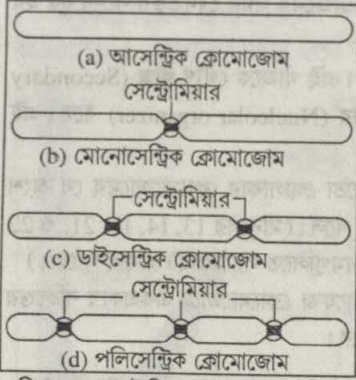 (a) আসেন্ট্রিক ক্রোমোজোম
সেন্ট্রোমিয়ার
(b) মোনোসেন্ট্রিক ক্রোমোজোম
সেন্ট্রোমিয়ার
(c) ডাইসেন্ট্রিক ক্রোমোজোম
সেন্ট্রোমিয়ার
(d) পলিসেন্ট্রিক ক্রোমোজোম